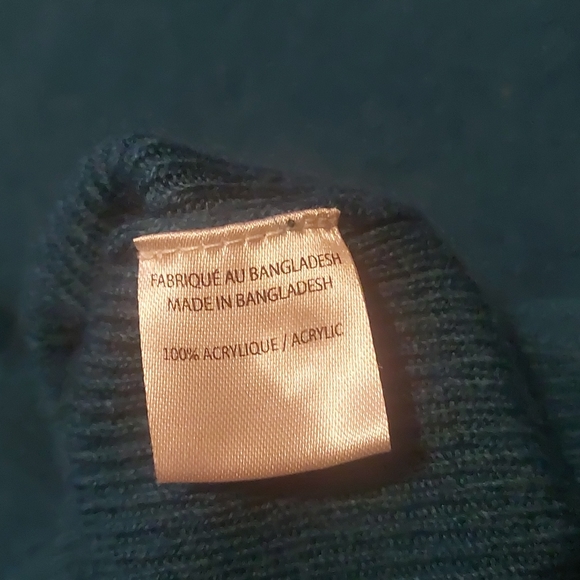 FABRIQUÉ AU BANGLADESH
MADE IN BANGLADESH
100% ACRYLIQUE / ACRYLIC